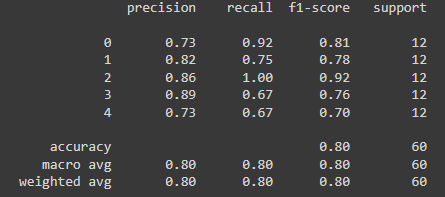 precision recall f1-score support
0 0.73 0.92 0.81 12
1 0.82 0.75 0.78 12
2 0.86 1.00 0.92 12
3 0.89 0.67 0.76 12
4 0.73 0.67 0.70 12
accuracy 0.80 60
macro avg 0.80 0.80 0.80 60
weighted avg 0.80 0.80 0.80 60